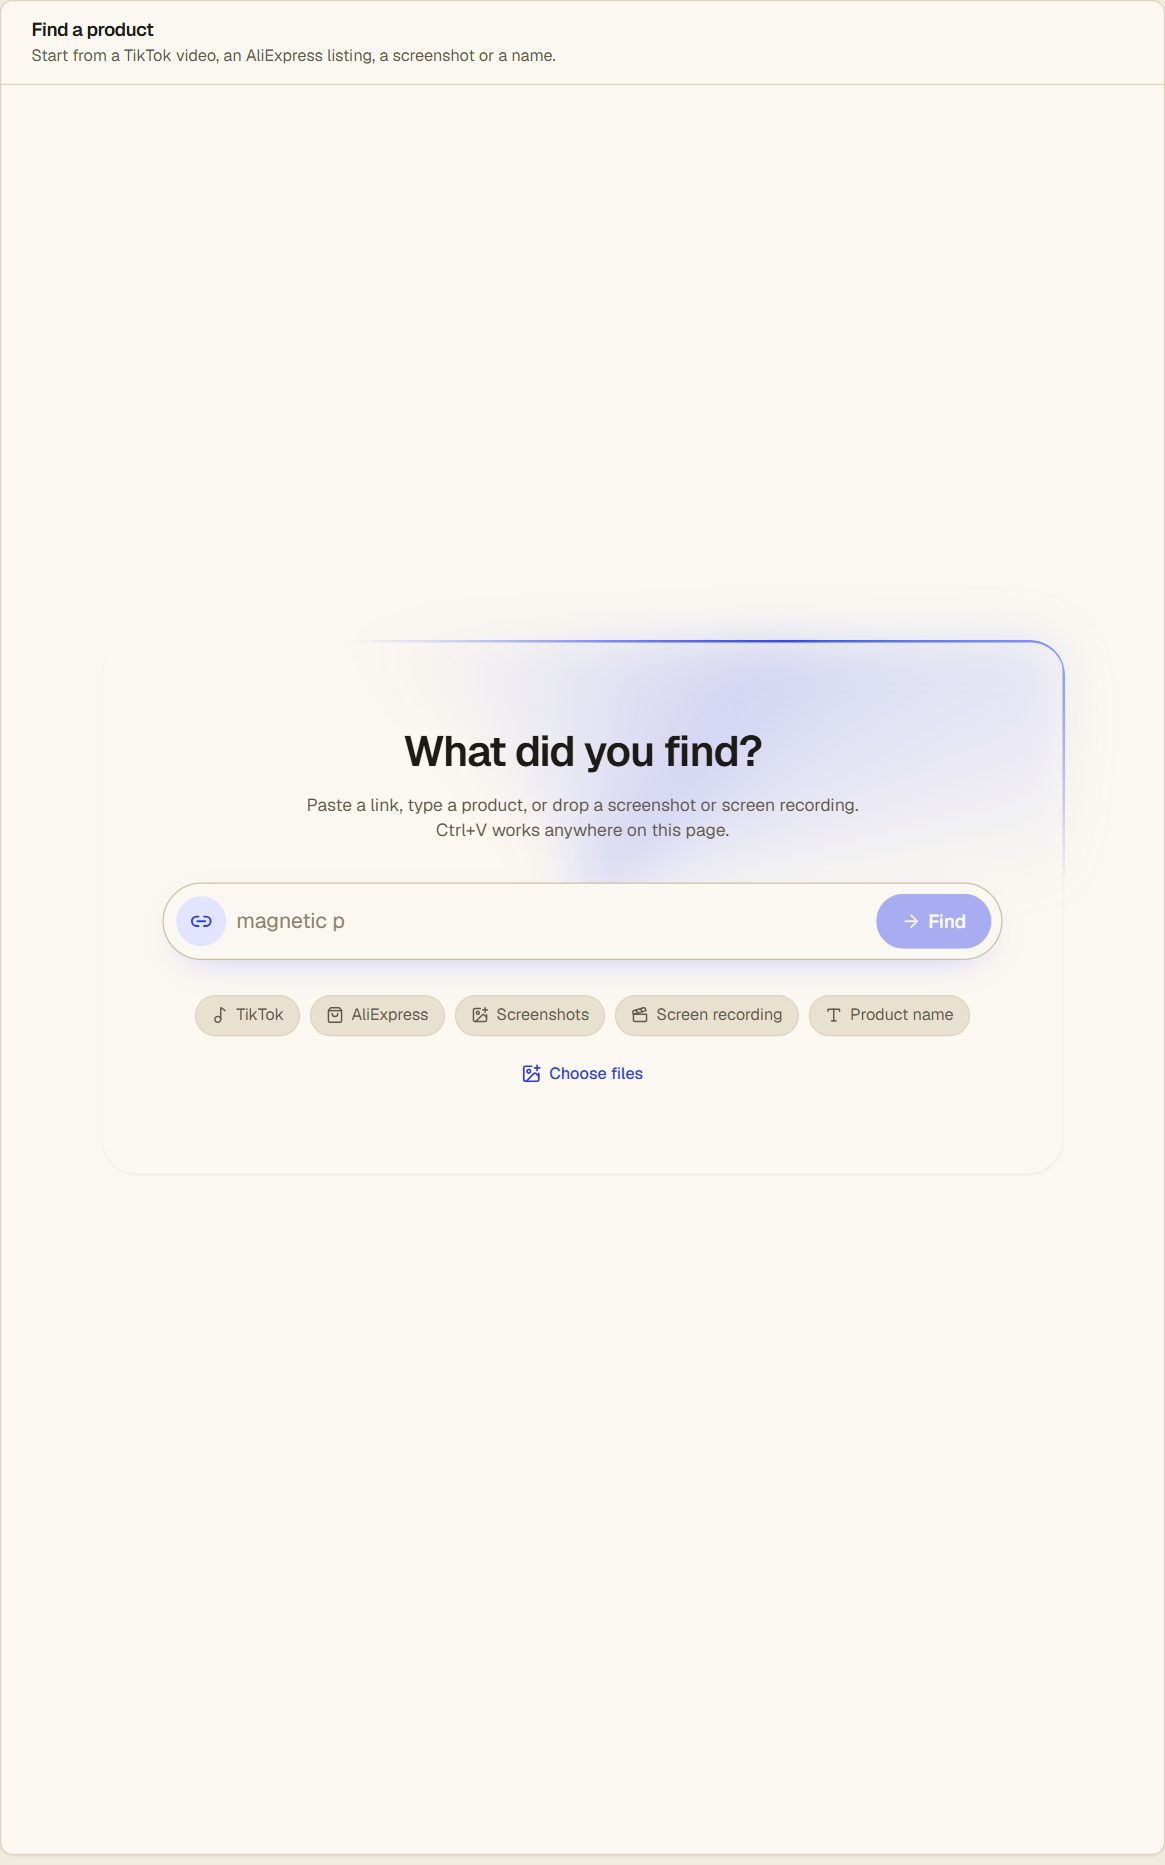 Find a product
Start from a TikTok video, an AliExpress listing, a screenshot or a name.
What did you find?
Paste a link, type a product, or drop a screenshot or screen recording.
Ctrl+V works anywhere on this page.
magnetic p
Find
TikTok
AliExpress
Screenshots
Screen recording
Product name
Choose files